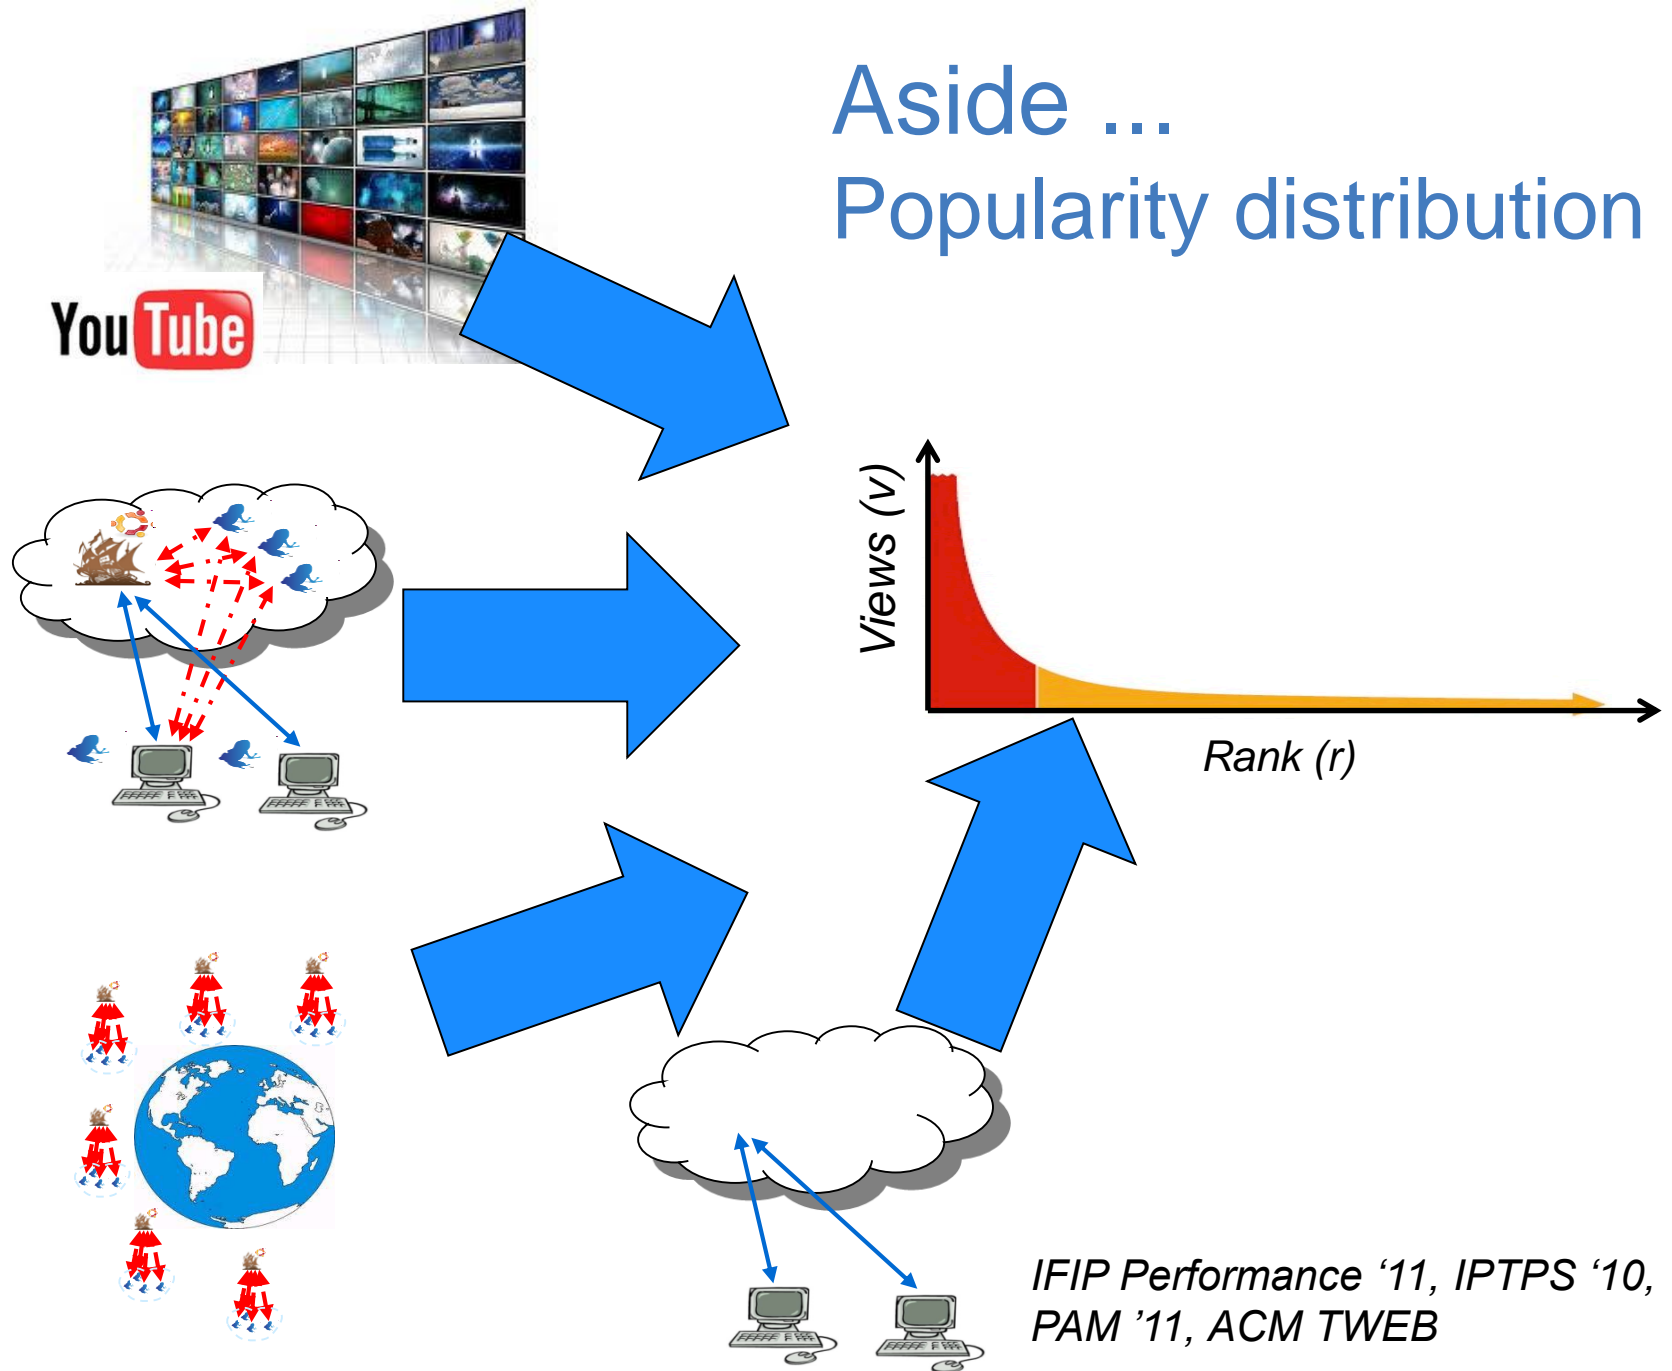 Aside ...
Popularity distribution
YouTube
Views (v)
Rank (r)
IFIP Performance ‘11, IPTPS ‘10,
PAM ’11, ACM TWEB